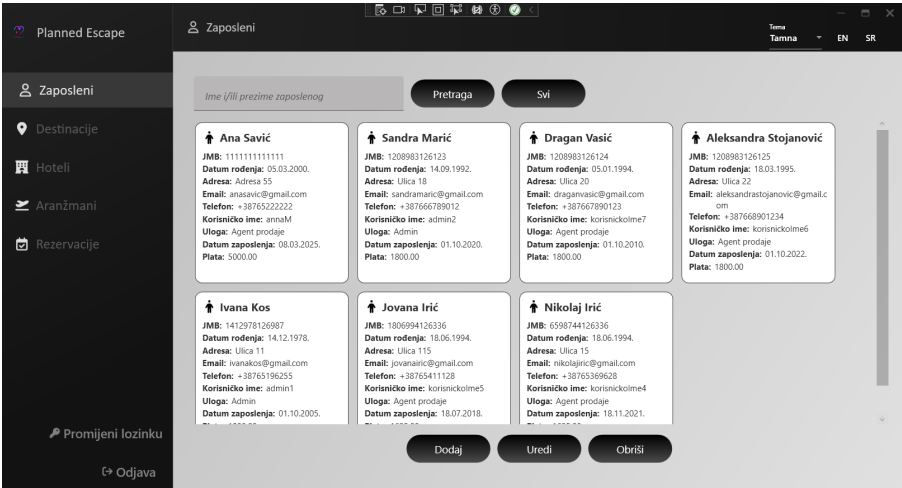 Planned Escape
Zaposleni
Tema
Tamna
EN
SR
Zaposleni
Destinacije
Hoteli
Aranžmani
Rezervacije
Promijeni lozinku
Odjava
Ime i/ili prezime zaposlenog
Pretraga
Svi
Ana Savić
JMB: 1111111111111
Datum rođenja: 05.03.2000.
Adresa: Adresa 55
Email: anasavic@gmail.com
Telefon: +38765222222
Korisničko ime: annaM
Uloga: Agent prodaje
Datum zaposlenja: 08.03.2025.
Plata: 5000.00
Sandra Marić
JMB: 1208983126123
Datum rođenja: 14.09.1992.
Adresa: Ulica 18
Email: sandramaric@gmail.com
Telefon: +387666789012
Korisničko ime: admin2
Uloga: Admin
Datum zaposlenja: 01.10.2020.
Plata: 1800.00
Dragan Vasić
JMB: 1208983126124
Datum rođenja: 05.01.1994.
Adresa: Ulica 20
Email: draganvasic@gmail.com
Telefon: +387667890123
Korisničko ime: korisnickoIme7
Uloga: Agent prodaje
Datum zaposlenja: 01.10.2010.
Plata: 1800.00
Aleksandra Stojanović
JMB: 1208983126125
Datum rođenja: 18.03.1995.
Adresa: Ulica 22
Email: aleksandrastojanovic@gmail.c
om
Telefon: +387668901234
Korisničko ime: korisnickoIme6
Uloga: Agent prodaje
Datum zaposlenja: 01.10.2022.
Plata: 1800.00
Ivana Kos
JMB: 1412978126987
Datum rođenja: 14.12.1978.
Adresa: Ulica 11
Email: ivanakos@gmail.com
Telefon: +38765196255
Korisničko ime: admin1
Uloga: Admin
Datum zaposlenja: 01.10.2005.
Jovana Irić
JMB: 1806994126336
Datum rođenja: 18.06.1994.
Adresa: Ulica 115
Email: jovanairic@gmail.com
Telefon: +38765411128
Korisničko ime: korisnickoIme5
Uloga: Agent prodaje
Datum zaposlenja: 18.07.2018.
Nikolaj Irić
JMB: 6598744126336
Datum rođenja: 18.06.1994.
Adresa: Ulica 15
Email: nikolajiric@gmail.com
Telefon: +38765369628
Korisničko ime: korisnickoIme4
Uloga: Agent prodaje
Datum zaposlenja: 18.11.2021.
Dodaj
Uredi
Obriši